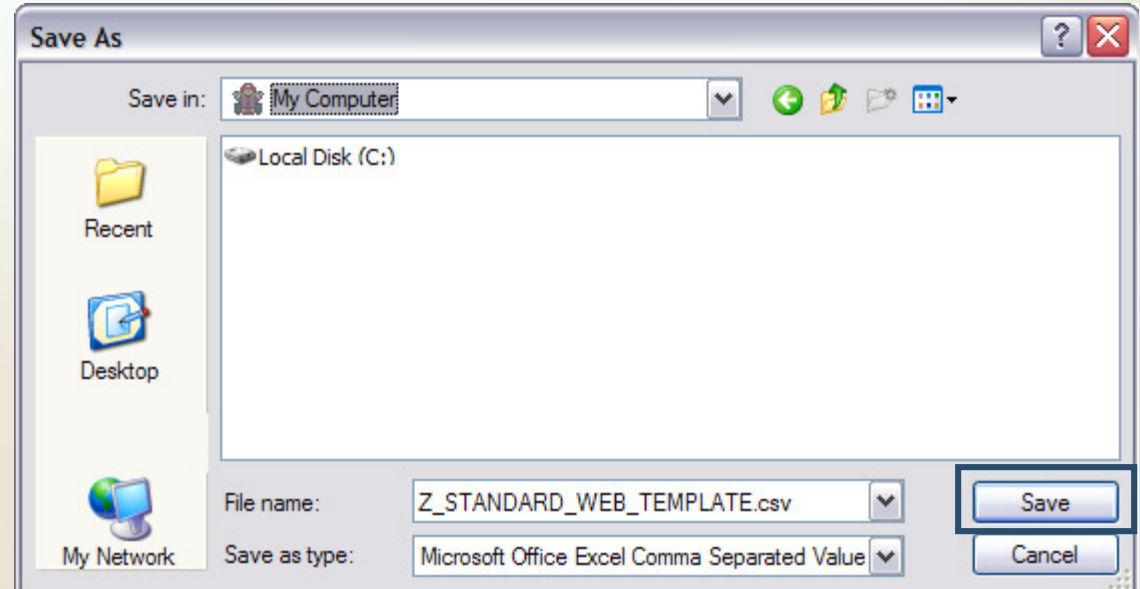 Save As
Save in: My Computer
Local Disk (C:)
Recent
Desktop
My Network
File name: Z_STANDARD_WEB_TEMPLATE.csv Save
Save as type: Microsoft Office Excel Comma Separated Value Cancel